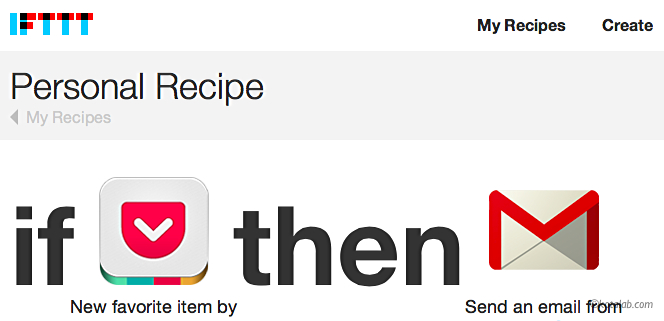 IFTTT
My Recipes Create
Personal Recipe
My Recipes
if then
New favorite item by Send an email from